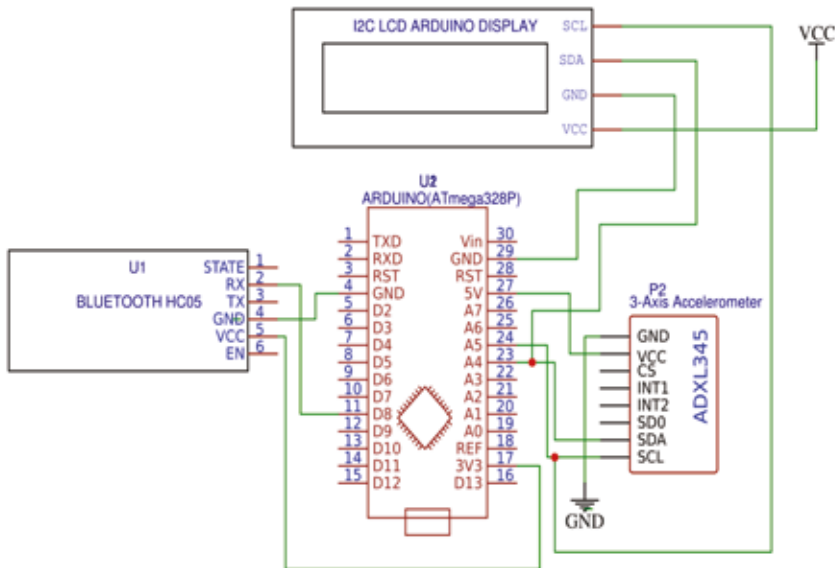 I2C LCD ARDUINO DISPLAY
SCL
SDA
GND
VCC
VCC
U2
ARDUINO(ATmega328P)
1 TXD
2 RXD
3 RST
4 GND
5 D2
6 D3
7 D4
8 D5
9 D6
10 D7
11 D8
12 D9
13 D10
14 D11
15 D12
Vin 30
GND 29
RST 28
5V 27
A7 26
A6 25
A5 24
A4 23
A3 22
A2 21
A1 20
A0 19
REF 18
3V3 17
D13 16
U1
BLUETOOTH HC05
STATE 1
RX 2
TX 3
GND 4
VCC 5
EN 6
P2
3-Axis Accelerometer
GND
VCC
CS
INT1
INT2
SD0
SDA
SCL
ADXL345
GND